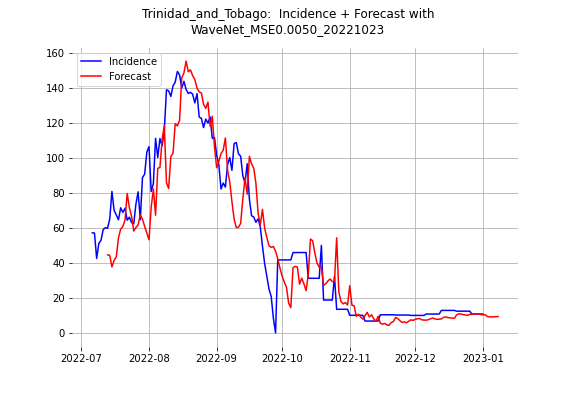 Trinidad_and_Tobago:  Incidence + Forecast with
WaveNet_MSE0.0050_20221023
Incidence
Forecast
160
140
120
100
80
60
40
20
0
2022-07 2022-08 2022-09 2022-10 2022-11 2022-12 2023-01